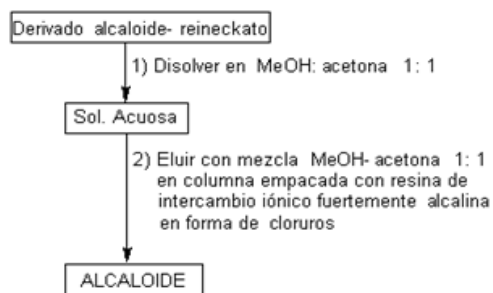 Derivado alcaloide- reineckato
1) Disolver en MeOH: acetona 1: 1
Sol. Acuosa
2) Eluir con mezcla MeOH- acetona 1: 1
en columna empacada con resina de
intercambio iónico fuertemente alcalina
en forma de cloruros
ALCALOIDE